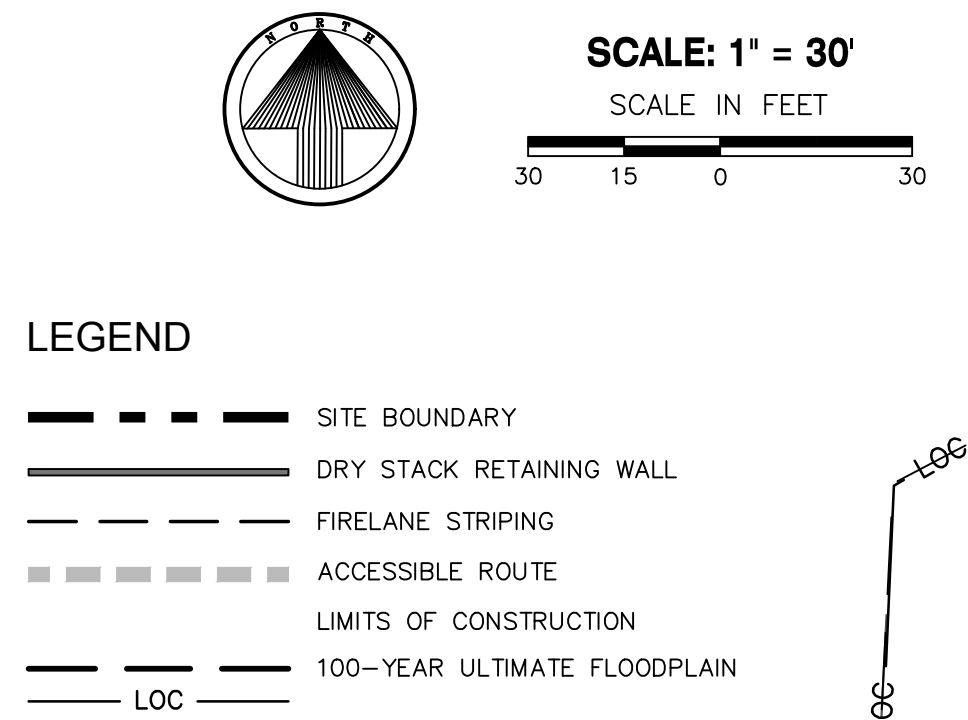 NORTH
SCALE: 1" = 30'
SCALE IN FEET
30 15 0 30
LEGEND
SITE BOUNDARY
DRY STACK RETAINING WALL
FIRELANE STRIPING
ACCESSIBLE ROUTE
LIMITS OF CONSTRUCTION
100-YEAR ULTIMATE FLOODPLAIN
LOC
LOC
OC